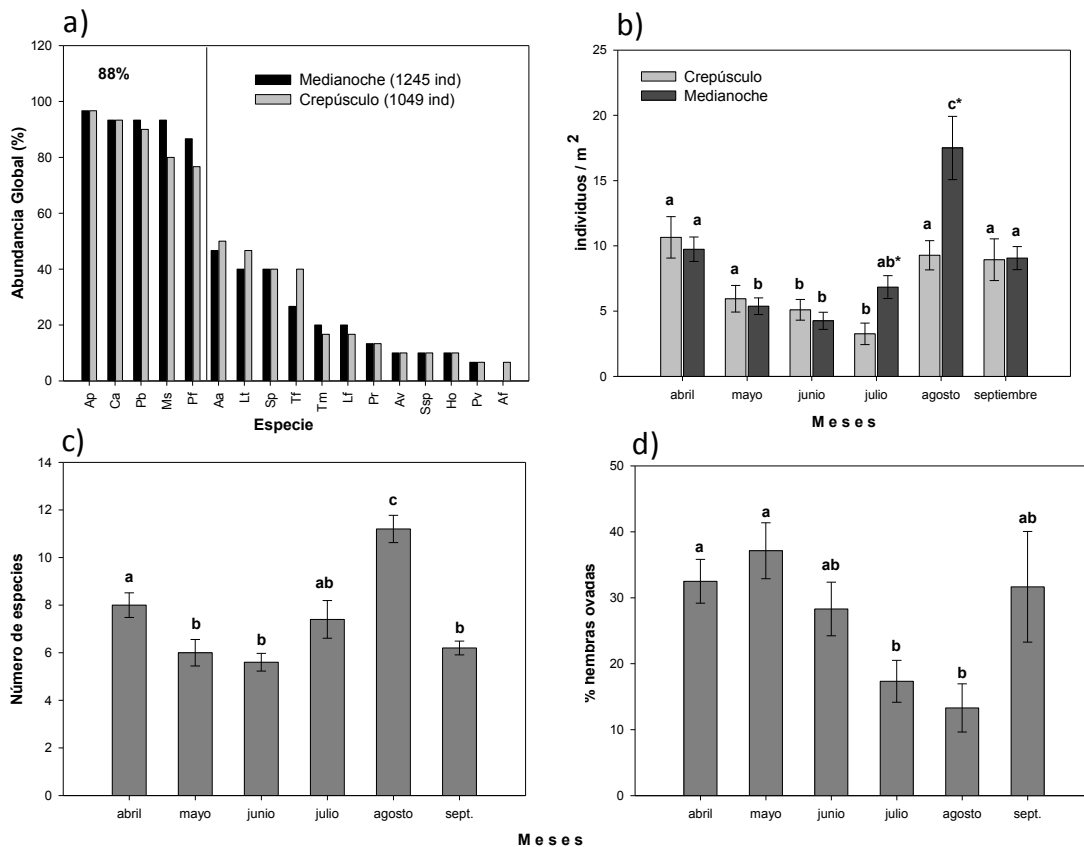 a)
120
100
80
60
40
20
0
Abundancia Global (%)
88%
Medianoche (1245 ind)
Crepúsculo (1049 ind)
Ap Ca Pb Ms Pf Aa Lt Sp Tf Tm Lf Pr Av Ssp Ho Pv Af
Especie
b)
25
20
15
10
5
0
individuos / m2
Crepúsculo
Medianoche
a a a b b b b ab* a c* a a
abril mayo junio julio agosto septiembre
M e s e s
c)
14
12
10
8
6
4
2
0
Número de especies
a b b ab c b
abril mayo junio julio agosto sept.
d)
50
40
30
20
10
0
% hembras ovadas
a a ab b b ab
abril mayo junio julio agosto sept.
M e s e s